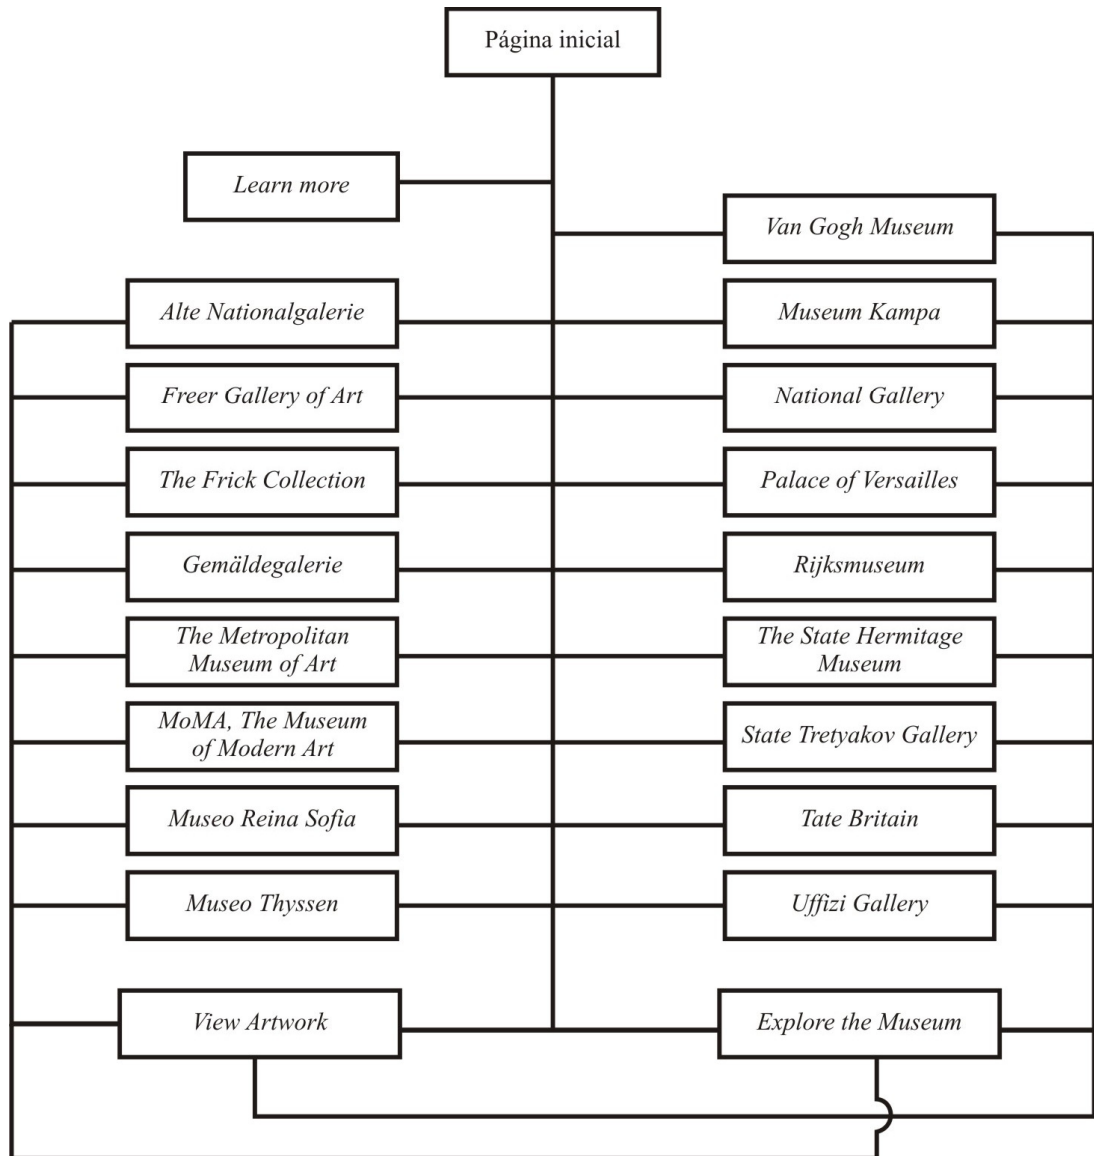 Página inicial
Learn more
Van Gogh Museum
Alte Nationalgalerie
Museum Kampa
Freer Gallery of Art
National Gallery
The Frick Collection
Palace of Versailles
Gemäldegalerie
Rijksmuseum
The Metropolitan
Museum of Art
The State Hermitage
Museum
MoMA, The Museum
of Modern Art
State Tretyakov Gallery
Museo Reina Sofia
Tate Britain
Museo Thyssen
Uffizi Gallery
View Artwork
Explore the Museum